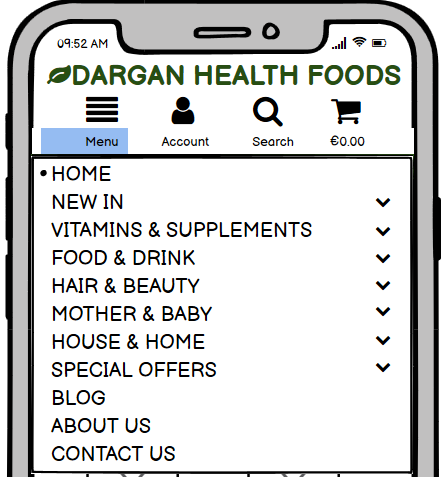 09:52 AM
DARGAN HEALTH FOODS
Menu Account Search €0.00
HOME
NEW IN
VITAMINS & SUPPLEMENTS
FOOD & DRINK
HAIR & BEAUTY
MOTHER & BABY
HOUSE & HOME
SPECIAL OFFERS
BLOG
ABOUT US
CONTACT US